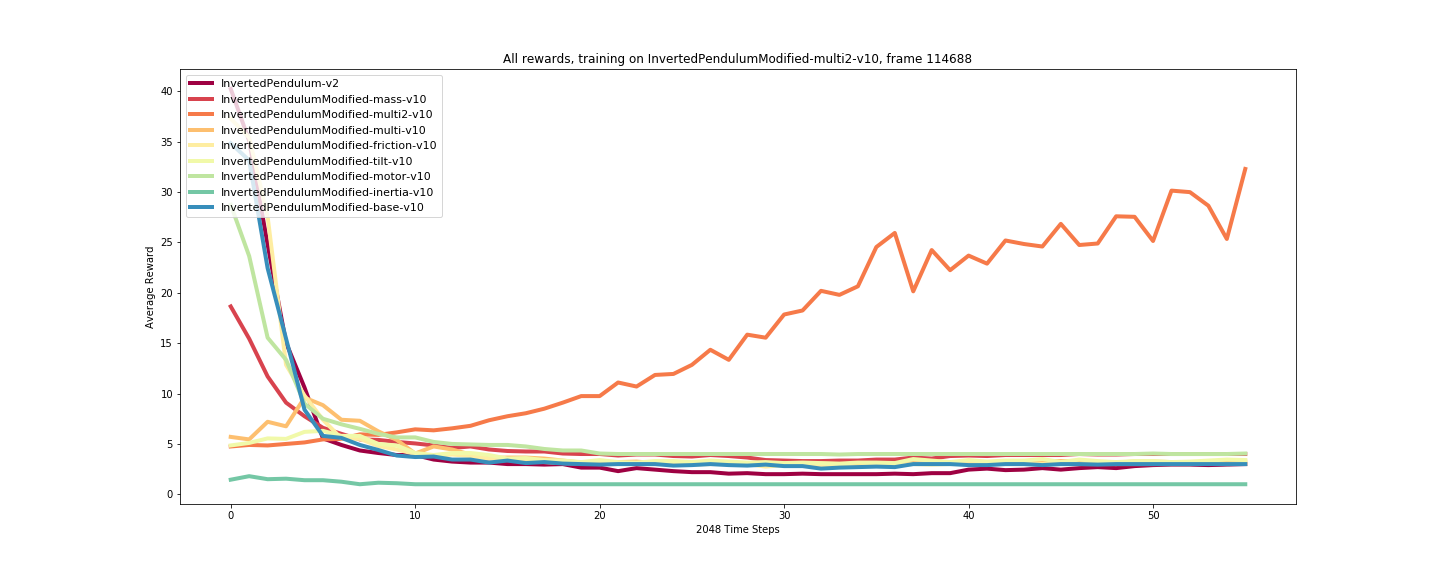 All rewards, training on InvertedPendulumModified-multi2-v10, frame 114688
InvertedPendulum-v2
InvertedPendulumModified-mass-v10
InvertedPendulumModified-multi2-v10
InvertedPendulumModified-multi-v10
InvertedPendulumModified-friction-v10
InvertedPendulumModified-tilt-v10
InvertedPendulumModified-motor-v10
InvertedPendulumModified-inertia-v10
InvertedPendulumModified-base-v10
Average Reward
40
35
30
25
20
15
10
5
0
0 10 20 30 40 50
2048 Time Steps